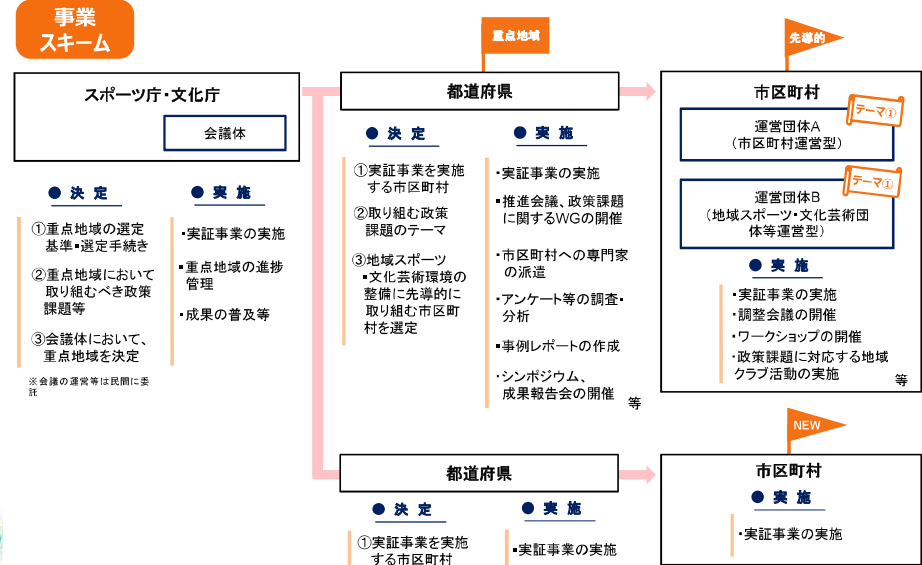 事業
スキーム
スポーツ庁・文化庁
会議体
● 決 定
①重点地域の選定
基準・選定手続き
②重点地域において
取り組むべき政策
課題等
③会議体において、
重点地域を決定
※会議の運営等は民間に委
託
● 実 施
・実証事業の実施
・重点地域の進捗
管理
・成果の普及等
重点地域
都道府県
● 決 定
①実証事業を実施
する市区町村
②取り組む政策
課題のテーマ
③地域スポーツ
・文化芸術環境の
整備に先導的に
取り組む市区町
村を選定
● 実 施
・実証事業の実施
・推進会議、政策課題
に関するWGの開催
・市区町村への専門家
の派遣
・アンケート等の調査・
分析
・事例レポートの作成
・シンポジウム、
成果報告会の開催
等
先導的
市区町村
テーマ①
運営団体A
(市区町村運営型)
テーマ①
運営団体B
(地域スポーツ・文化芸術団
体等運営型)
● 実 施
・実証事業の実施
・調整会議の開催
・ワークショップの開催
・政策課題に対応する地域
クラブ活動の実施
等
都道府県
● 決 定
①実証事業を実施
する市区町村
● 実 施
・実証事業の実施
NEW
市区町村
● 実 施
・実証事業の実施